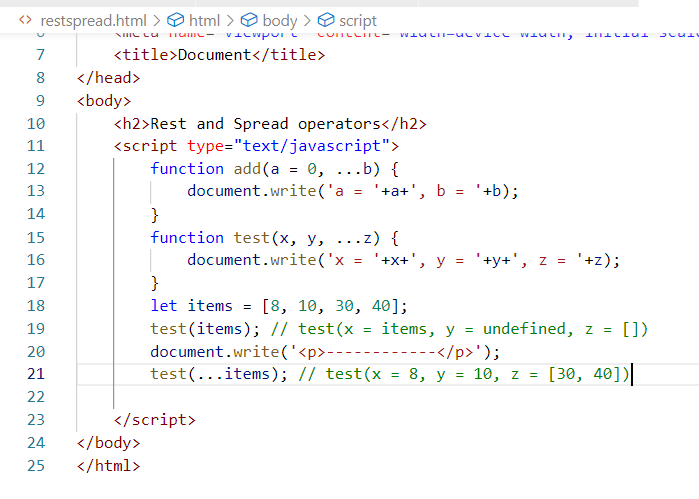 restspread.html > html > body > script
6 <meta name="viewport" content="width=device-width, initial-scale
7 <title>Document</title>
8 </head>
9 <body>
10 <h2>Rest and Spread operators</h2>
11 <script type="text/javascript">
12 function add(a = 0, ...b) {
13 document.write('a = '+a+', b = '+b);
14 }
15 function test(x, y, ...z) {
16 document.write('x = '+x+', y = '+y+', z = '+z);
17 }
18 let items = [8, 10, 30, 40];
19 test(items); // test(x = items, y = undefined, z = [])
20 document.write('<p>------------</p>');
21 test(...items); // test(x = 8, y = 10, z = [30, 40])
22
23 </script>
24 </body>
25 </html>